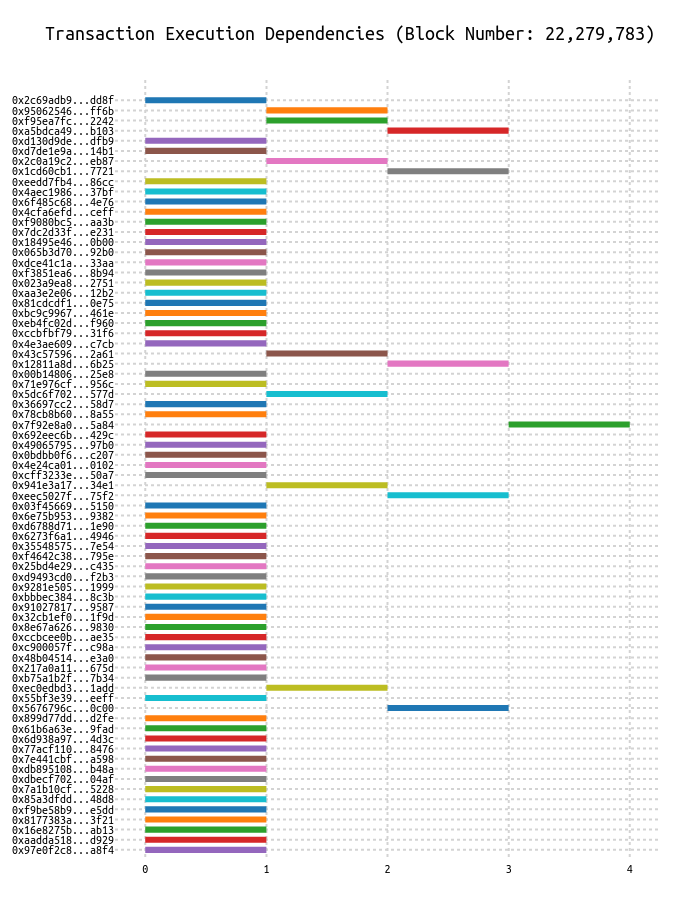 Transaction Execution Dependencies (Block Number: 22,279,783)
0x2c69adb9...dd8f
0x95062546...ff6b
0xf95ea7fc...2242
0xa5bdca49...b103
0xd130d9de...dfb9
0xd7de1e9a...14b1
0x2c0a19c2...eb87
0x1cd60cb1...7721
0xeedd7fb4...86cc
0x4aec1986...37bf
0x6f485c68...4e76
0x4cfa6efd...ceff
0xf9080bc5...aa3b
0x7dc2d33f...e231
0x18495e46...0b00
0x065b3d70...92b0
0xdce41c1a...33aa
0xf3851ea6...8b94
0x023a9ea8...2751
0xaa3e2e06...12b2
0x81cdcdf1...0e75
0xbc9c9967...461e
0xeb4fc02d...f960
0xccbfbf79...31f6
0x4e3ae609...c7cb
0x43c57596...2a61
0x12811a8d...6b25
0x00b14806...25e8
0x71e976cf...956c
0x5dc6f702...577d
0x36697cc2...58d7
0x78cb8b60...8a55
0x7f92e8a0...5a84
0x692eec6b...429c
0x49065795...97b0
0x0bdbb0f6...c207
0x4e24ca01...0102
0xcff3233e...50a7
0x941e3a17...34e1
0xeec5027f...75f2
0x03f45669...5150
0x6e75b953...9382
0xd6788d71...1e90
0x6273f6a1...4946
0x35548575...7e54
0xf4642c38...795e
0x25bd4e29...c435
0xd9493cd0...f2b3
0x9281e505...1999
0xbbbec384...8c3b
0x91027817...9587
0x32cb1ef0...1f9d
0x8e67a626...9830
0xccbcee0b...ae35
0xc900057f...c98a
0x48b04514...e3a0
0x217a0a11...675d
0xb75a1b2f...7b34
0xec0edbd3...1add
0x55bf3e39...eeff
0x5676796c...0c00
0x899d77dd...d2fe
0x61b6a63e...9fad
0x6d938a97...4d3c
0x77acf110...8476
0x7e441cbf...a598
0xdb895108...b48a
0xdbecf702...04af
0x7a1b10cf...5228
0x85a3dfdd...48d8
0xf9be58b9...e5dd
0x8177383a...3f21
0x16e8275b...ab13
0xaadda518...d929
0x97e0f2c8...a8f4
0 1 2 3 4